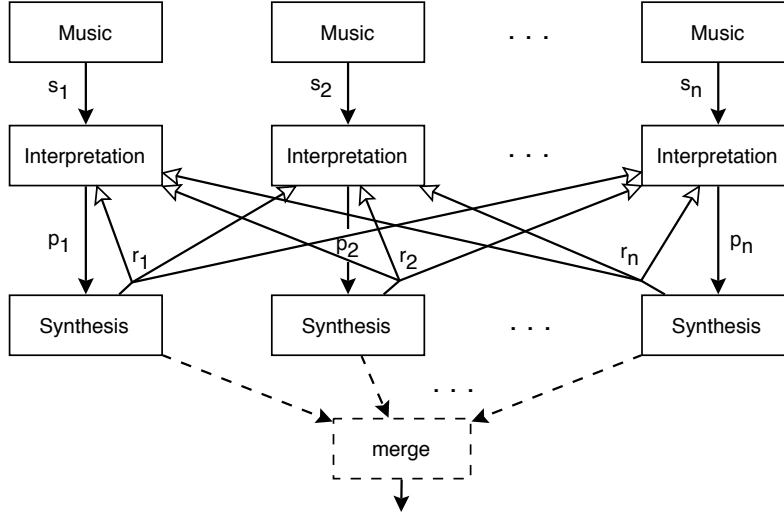 Music Music . . . Music
s1 s2 sn
Interpretation Interpretation . . . Interpretation
p1 r1 p2 r2 rn pn
Synthesis Synthesis . . . Synthesis
. . .
merge